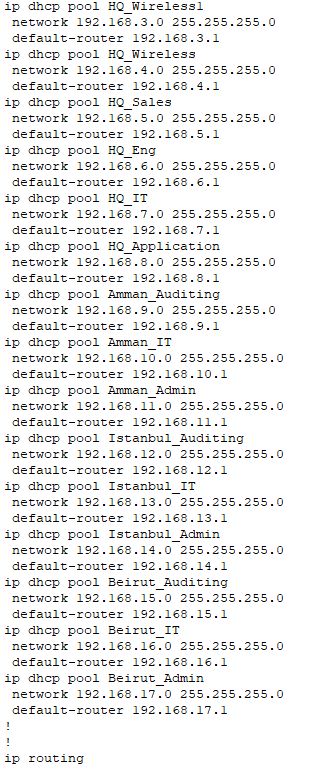 ip dhcp pool HQ_Wireless1
 network 192.168.3.0 255.255.255.0
 default-router 192.168.3.1
ip dhcp pool HQ_Wireless
 network 192.168.4.0 255.255.255.0
 default-router 192.168.4.1
ip dhcp pool HQ_Sales
 network 192.168.5.0 255.255.255.0
 default-router 192.168.5.1
ip dhcp pool HQ_Eng
 network 192.168.6.0 255.255.255.0
 default-router 192.168.6.1
ip dhcp pool HQ_IT
 network 192.168.7.0 255.255.255.0
 default-router 192.168.7.1
ip dhcp pool HQ_Application
 network 192.168.8.0 255.255.255.0
 default-router 192.168.8.1
ip dhcp pool Amman_Auditing
 network 192.168.9.0 255.255.255.0
 default-router 192.168.9.1
ip dhcp pool Amman_IT
 network 192.168.10.0 255.255.255.0
 default-router 192.168.10.1
ip dhcp pool Amman_Admin
 network 192.168.11.0 255.255.255.0
 default-router 192.168.11.1
ip dhcp pool Istanbul_Auditing
 network 192.168.12.0 255.255.255.0
 default-router 192.168.12.1
ip dhcp pool Istanbul_IT
 network 192.168.13.0 255.255.255.0
 default-router 192.168.13.1
ip dhcp pool Istanbul_Admin
 network 192.168.14.0 255.255.255.0
 default-router 192.168.14.1
ip dhcp pool Beirut_Auditing
 network 192.168.15.0 255.255.255.0
 default-router 192.168.15.1
ip dhcp pool Beirut_IT
 network 192.168.16.0 255.255.255.0
 default-router 192.168.16.1
ip dhcp pool Beirut_Admin
 network 192.168.17.0 255.255.255.0
 default-router 192.168.17.1
!
!
ip routing